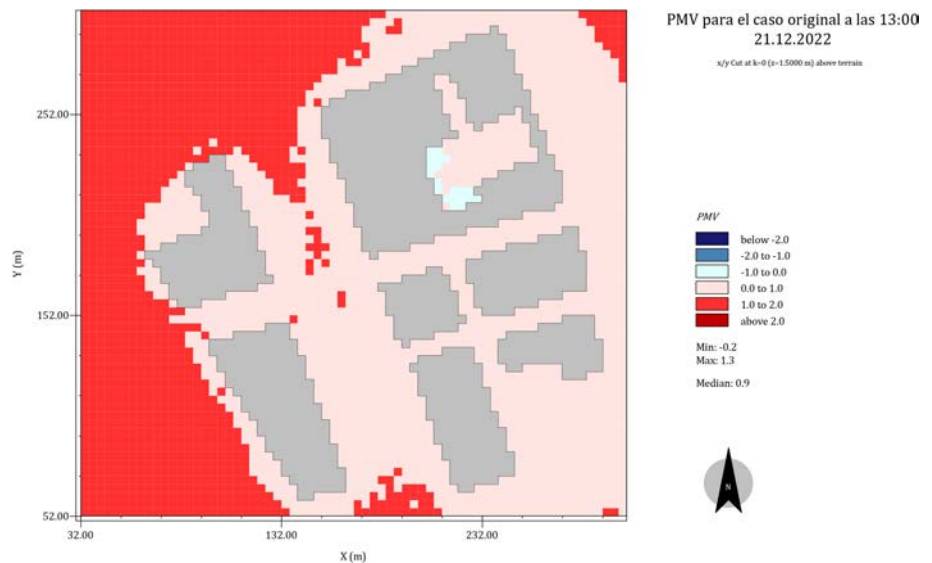 PMV para el caso original a las 13:00
21.12.2022
x/y Cut at k=0 (z=1.5000 m) above terrain
252.00
152.00
52.00
Y (m)
32.00
132.00
232.00
X (m)
PMV
below -2.0
-2.0 to -1.0
-1.0 to 0.0
0.0 to 1.0
1.0 to 2.0
above 2.0
Min: -0.2
Max: 1.3
Median: 0.9
N